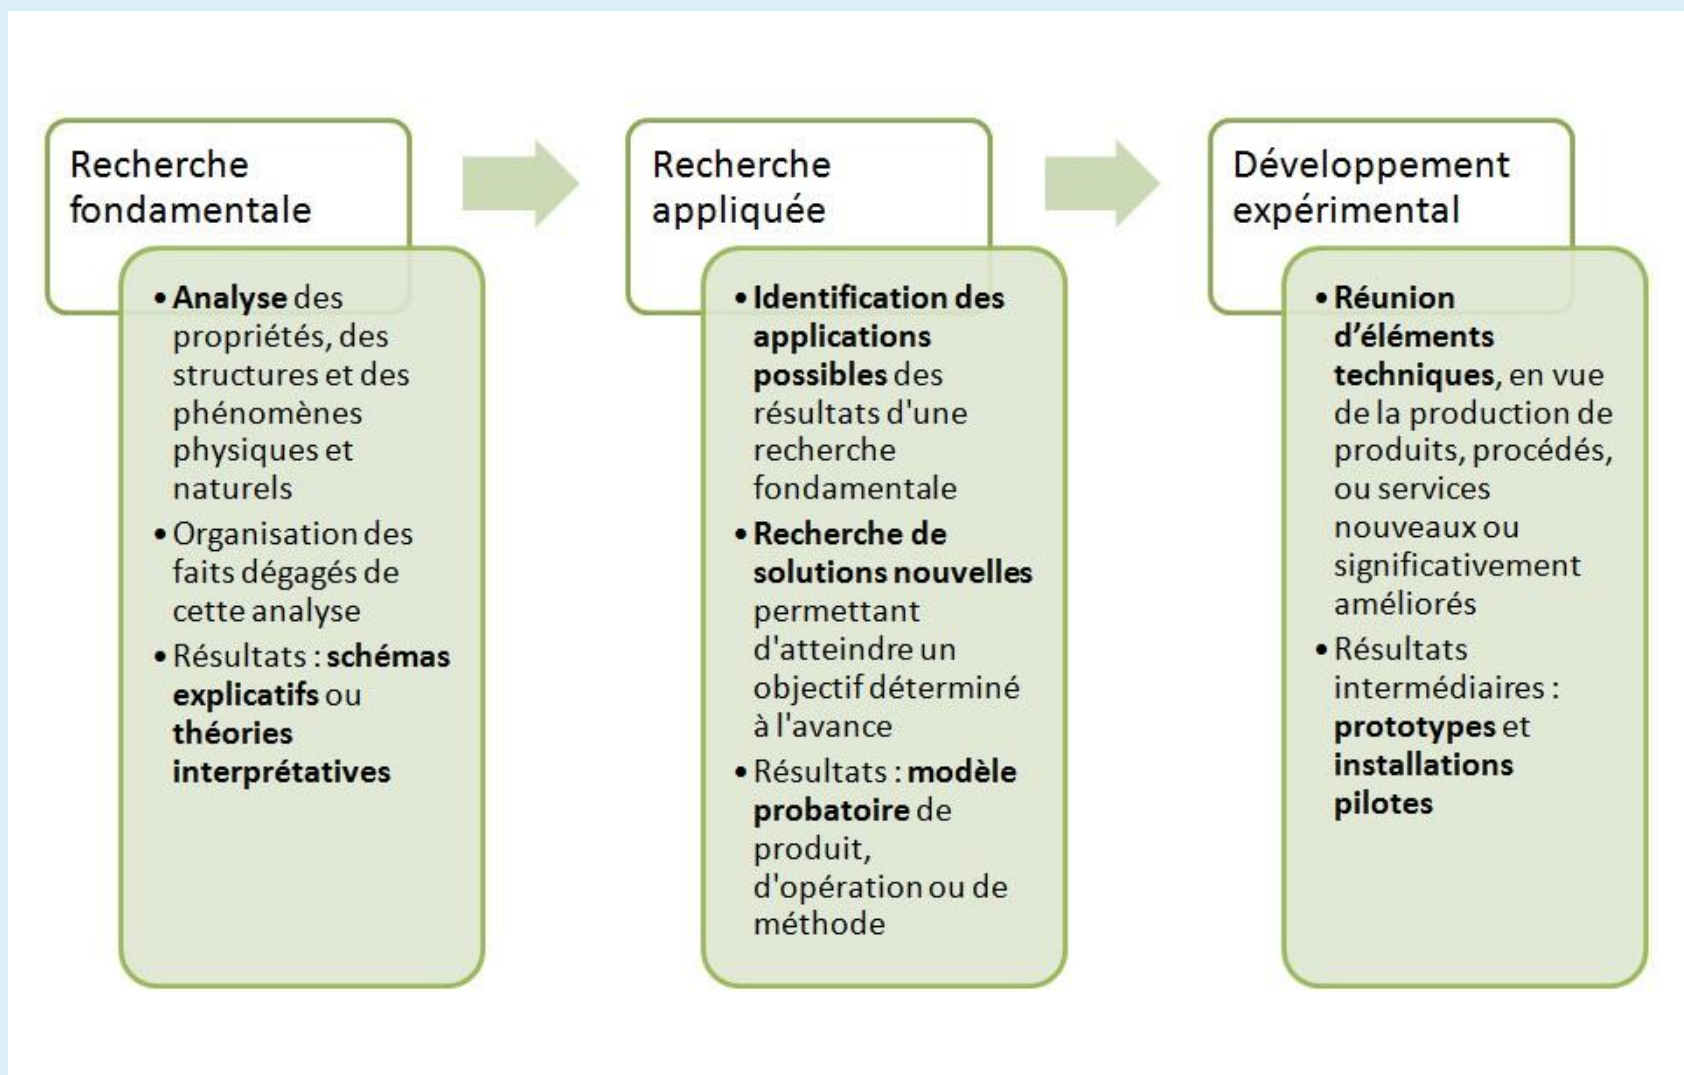 Recherche
fondamentale
• Analyse des
propriétés, des
structures et des
phénomènes
physiques et
naturels
• Organisation des
faits dégagés de
cette analyse
• Résultats : schémas
explicatifs ou
théories
interprétatives
Recherche
appliquée
• Identification des
applications
possibles des
résultats d'une
recherche
fondamentale
• Recherche de
solutions nouvelles
permettant
d'atteindre un
objectif déterminé
à l'avance
• Résultats : modèle
probatoire de
produit,
d'opération ou de
méthode
Développement
expérimental
• Réunion
d’éléments
techniques, en vue
de la production de
produits, procédés,
ou services
nouveaux ou
significativement
améliorés
• Résultats
intermédiaires :
prototypes et
installations
pilotes